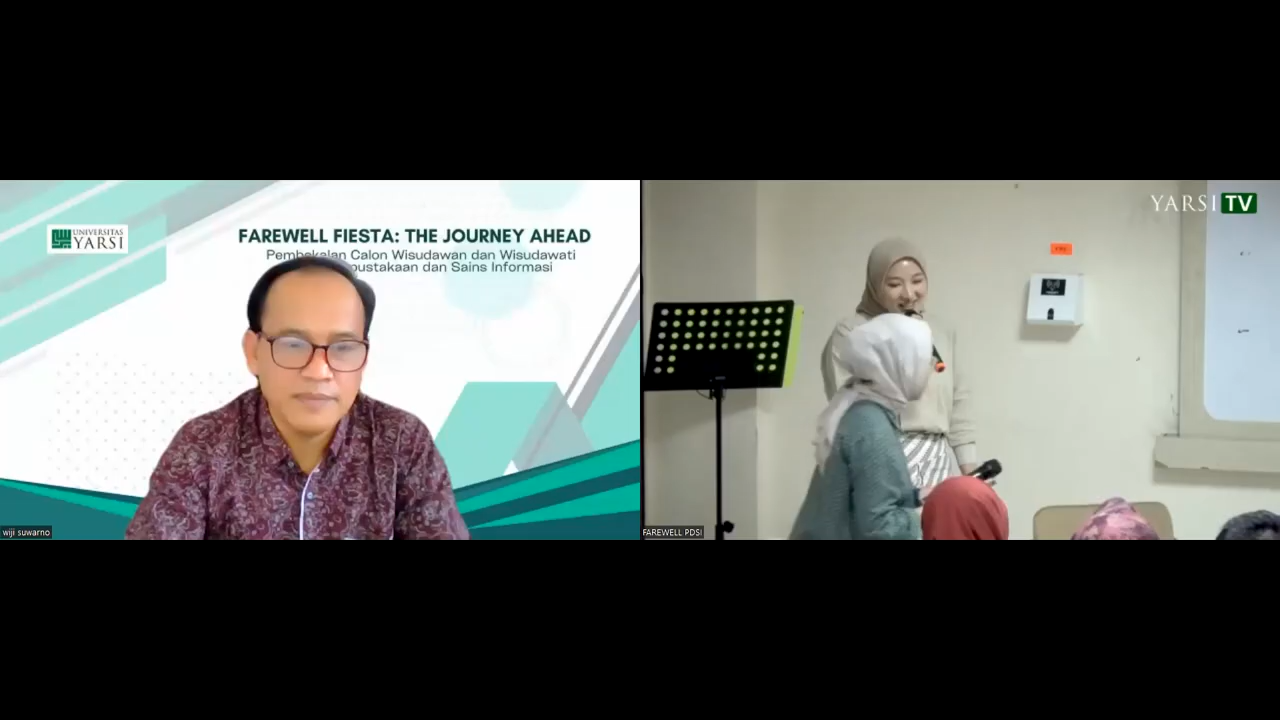 UNIVERSITAS
YARSI
FAREWELL FIESTA: THE JOURNEY AHEAD
Pembekalan Calon Wisudawan dan Wisudawati
pustakaan dan Sains Informasi
wiji suwarno
YARSI TV
FAREWELL PDSI